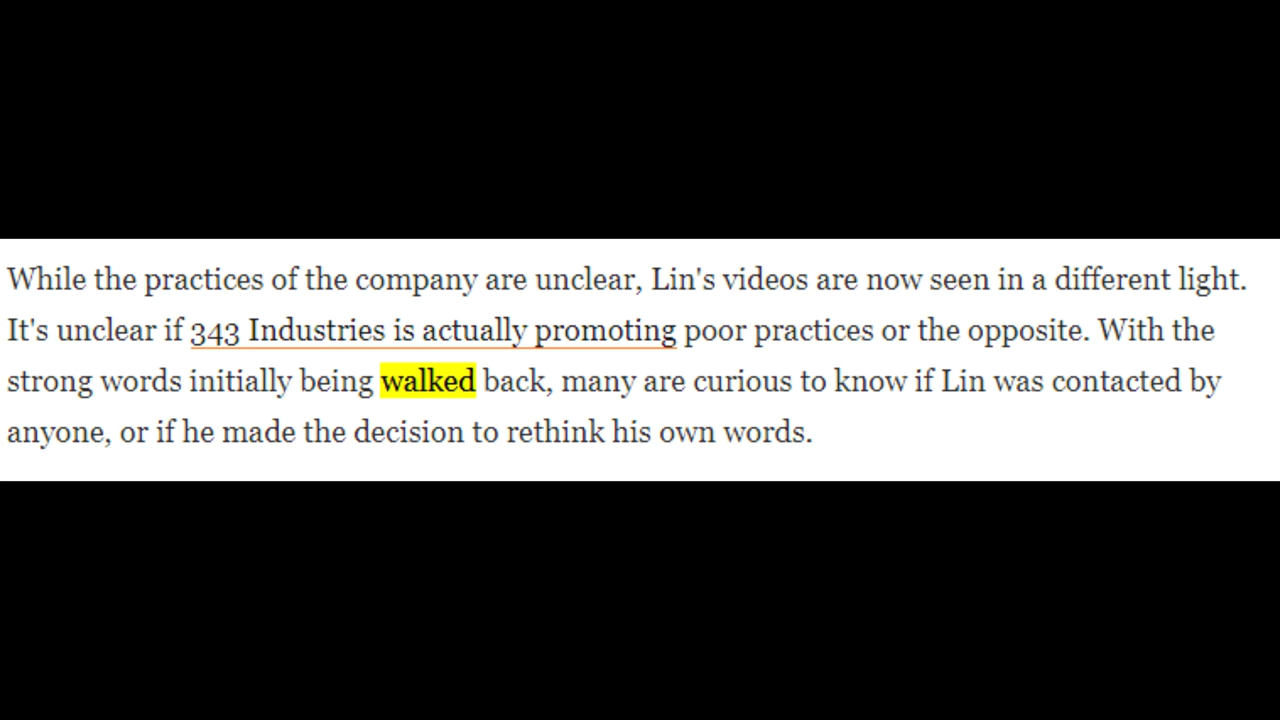 While the practices of the company are unclear, Lin's videos are now seen in a different light.
It's unclear if 343 Industries is actually promoting poor practices or the opposite. With the
strong words initially being walked back, many are curious to know if Lin was contacted by
anyone, or if he made the decision to rethink his own words.